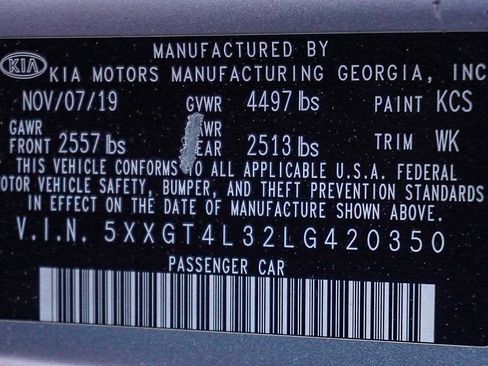 MANUFACTURED BY
KIA KIA MOTORS MANUFACTURING GEORGIA, INC
NOV/07/19 GVWR 4497 lbs PAINT KCS
GAWR FRONT 2557 lbs 2513 lbs TRIM WK
THIS VEHICLE CONFORMS TO ALL APPLICABLE U.S.A. FEDERAL
MOTOR VEHICLE SAFETY, BUMPER, AND THEFT PREVENTION STANDARDS
IN EFFECT ON THE DATE OF MANUFACTURE SHOWN ABOVE.
V.I.N. 5XXGT4L32LG420350
PASSENGER CAR